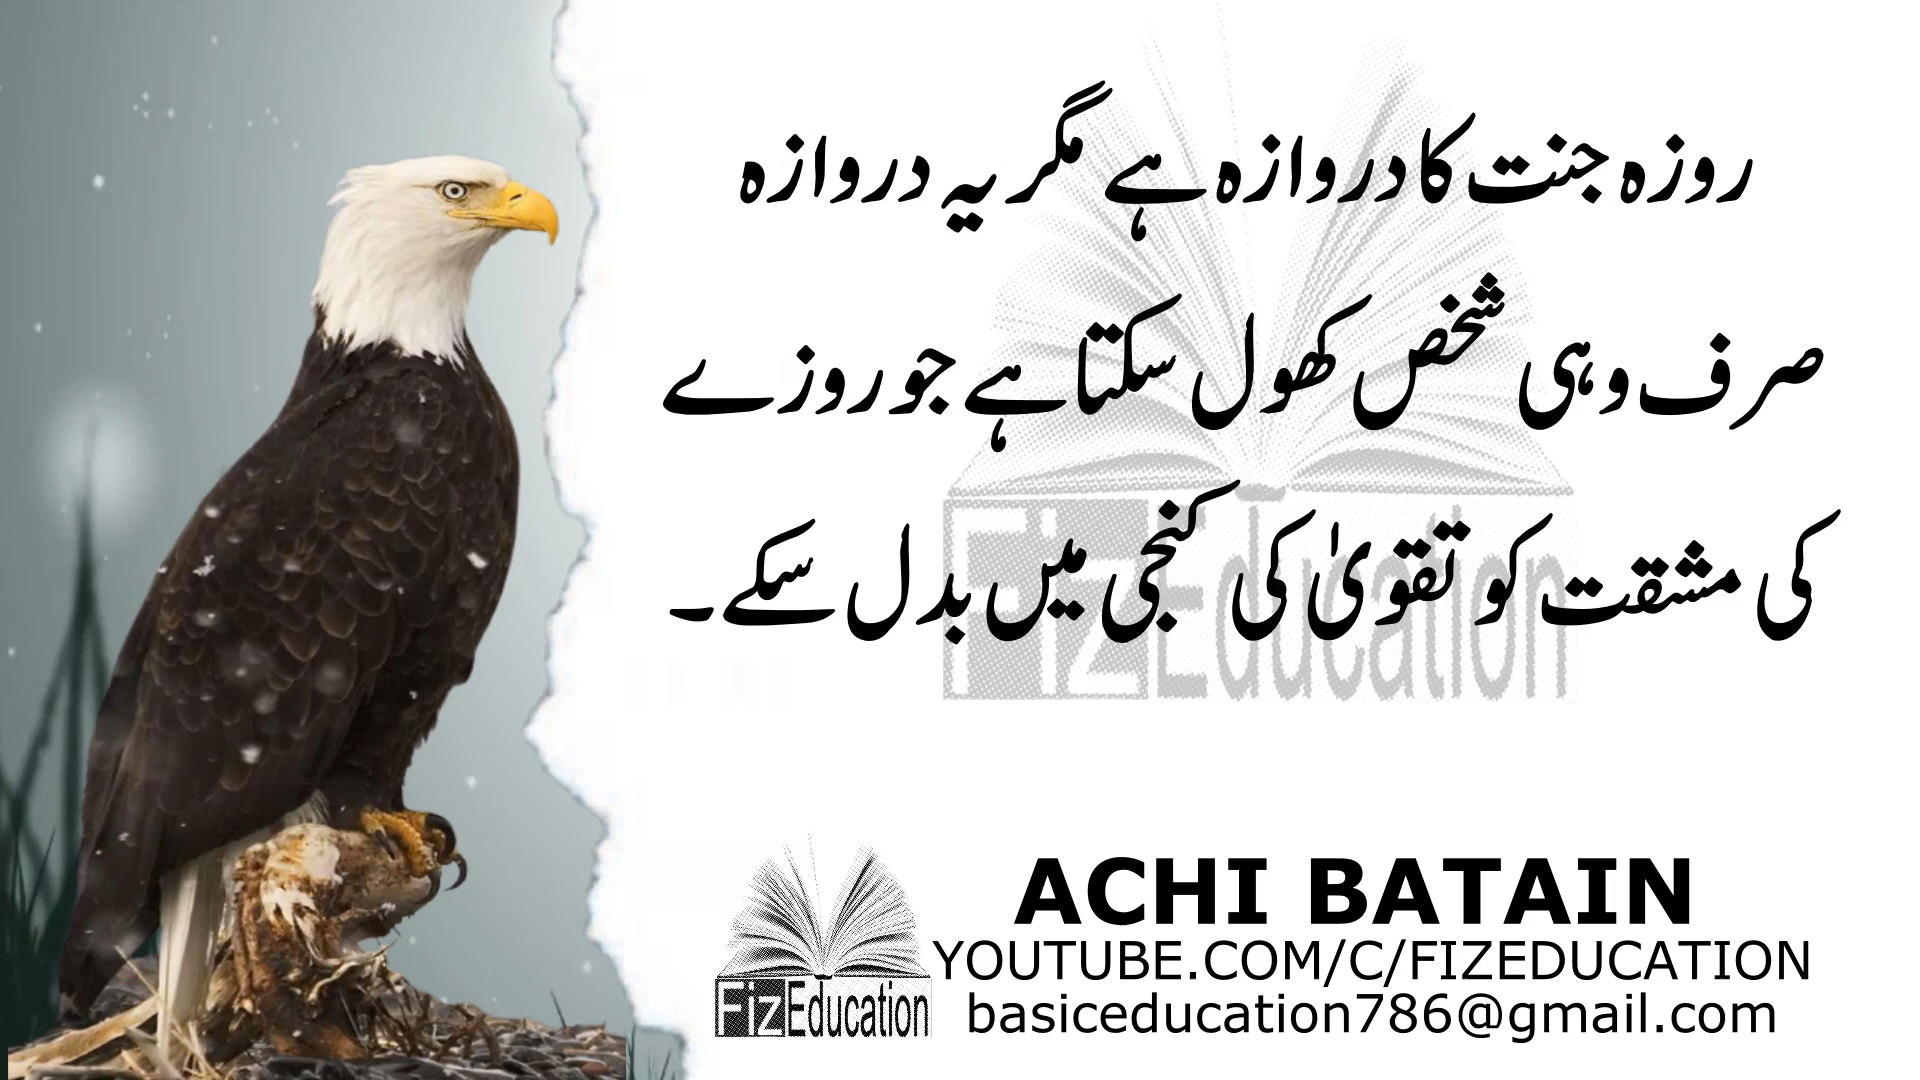 روزہ جنت کا دروازہ ہے مگر یہ دروازہ
صرف وہی شخص کھول سکتا ہے جو روزے
کی مشقت کو تقویٰ کی کنجی میں بدل سکے۔
FizEducation
ACHI BATAIN
YOUTUBE.COM/C/FIZEDUCATION
basiceducation786@gmail.com
FizEducation